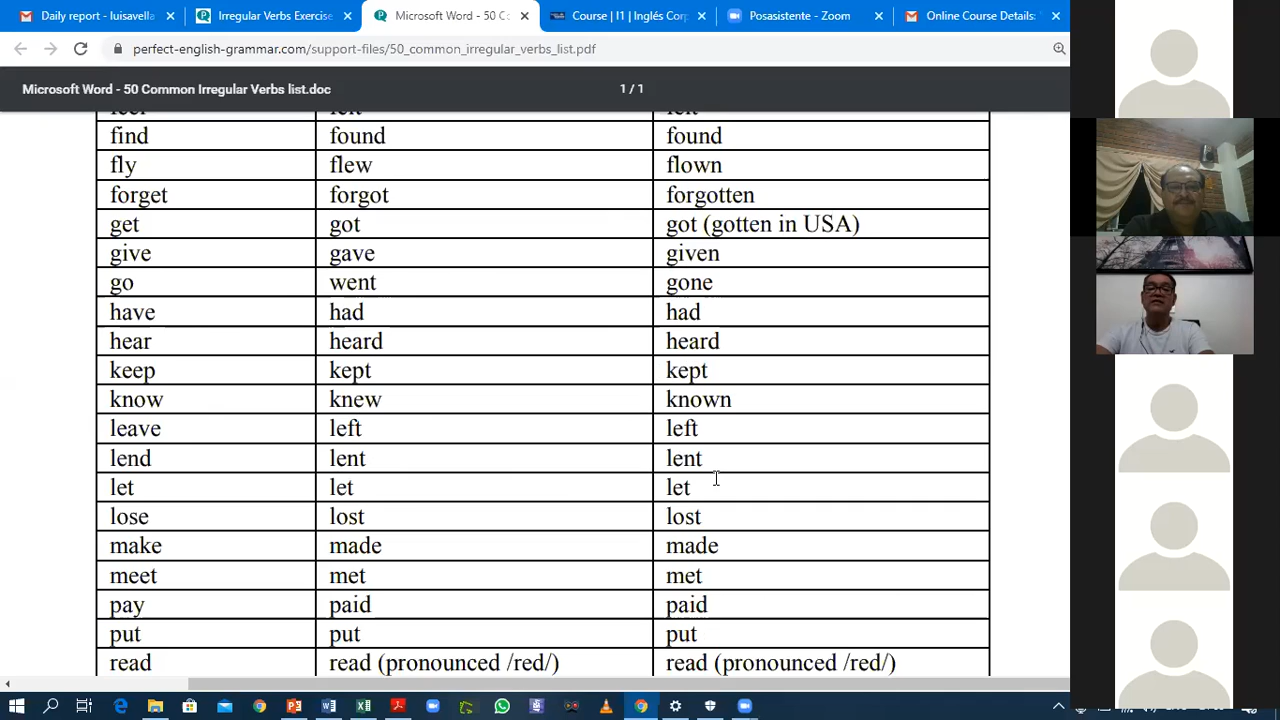 Daily report - luisavella
Irregular Verbs Exercise
Microsoft Word - 50 C
Course | I1 | Inglés Cor
Posasistente - Zoom
Online Course Details:
perfect-english-grammar.com/support-files/50_common_irregular_verbs_list.pdf
Microsoft Word - 50 Common Irregular Verbs list.doc
1 / 1
find found found
fly flew flown
forget forgot forgotten
get got got (gotten in USA)
give gave given
go went gone
have had had
hear heard heard
keep kept kept
know knew known
leave left left
lend lent lent
let let let
lose lost lost
make made made
meet met met
pay paid paid
put put put
read read (pronounced /red/) read (pronounced /red/)